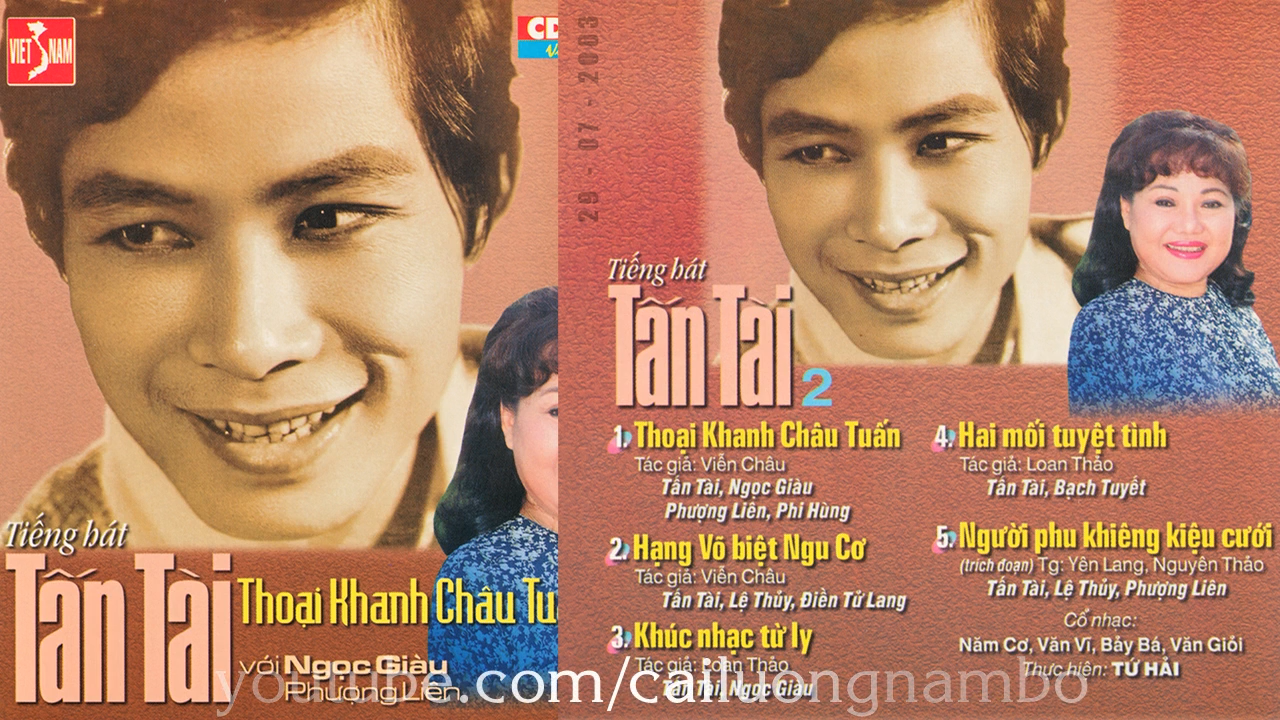 VIET NAM
CD
Tiếng hát
Tấn Tài
Thoại Khanh Châu
với Ngọc Giàu
Phượng Liên
29 - 07 - 2003
Tiếng hát
Tấn Tài 2
1. Thoại Khanh Châu Tuấn
Tác giả: Viễn Châu
Tấn Tài, Ngọc Giàu
Phượng Liên, Phi Hùng
2. Hạng Võ biệt Ngu Cơ
Tác giả: Viễn Châu
Tấn Tài, Lệ Thủy, Điền Tử Lang
3. Khúc nhạc từ ly
Tác giả: Loan Thảo
Tấn Tài, Ngọc Giàu
4. Hai mối tuyệt tình
Tác giả: Loan Thảo
Tấn Tài, Bạch Tuyết
5. Người phu khiêng kiệu cưới
(trích đoạn) Tg: Yên Lang, Nguyên Thảo
Tấn Tài, Lệ Thủy, Phượng Liên
Cổ nhạc:
Năm Cơ, Văn Vĩ, Bảy Bá, Văn Giỏi
Thực hiện: TỨ HẢI
youtube.com/cailuongnambo